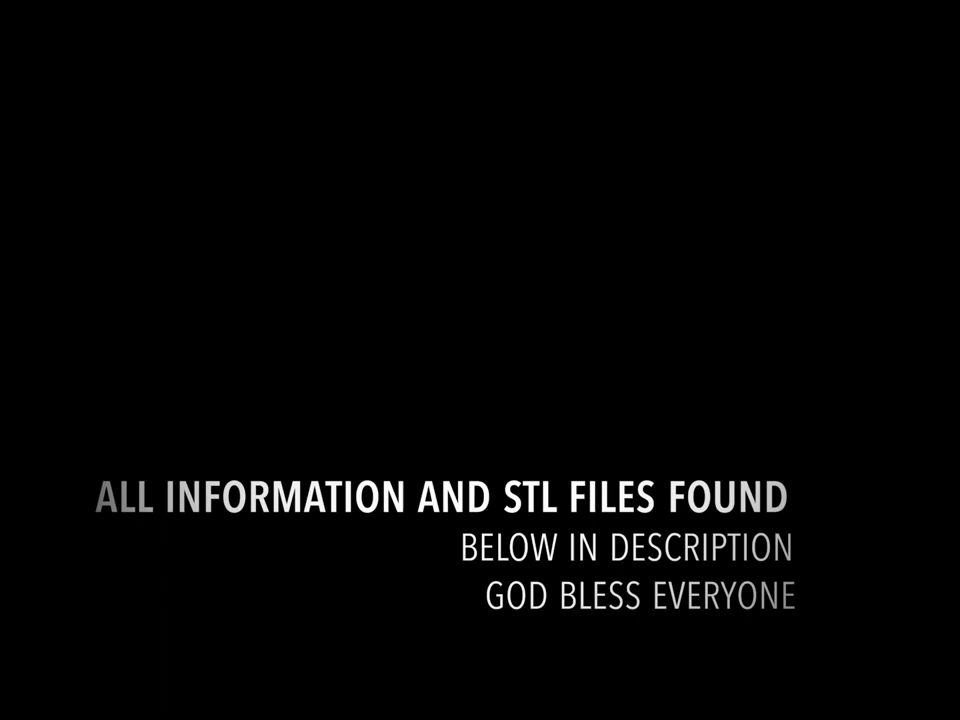 ALL INFORMATION AND STL FILES FOUND
BELOW IN DESCRIPTION
GOD BLESS EVERYONE